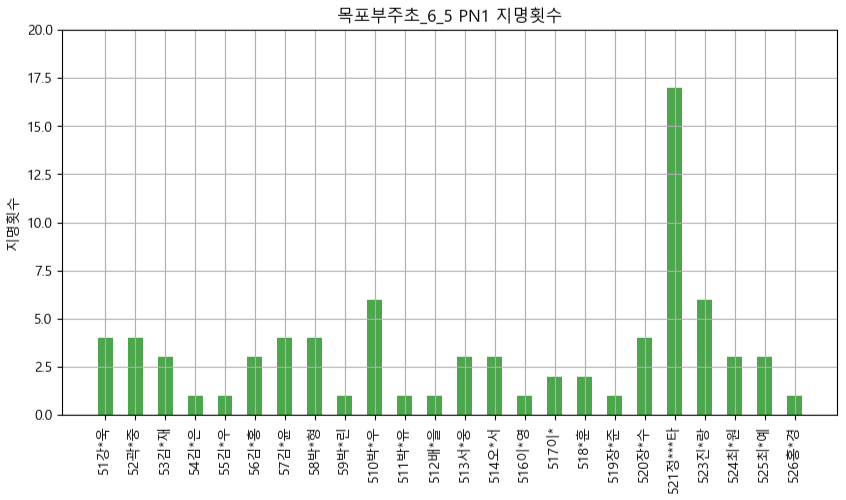 목포부주초_6_5 PN1 지명횟수
지명횟수
20.0
17.5
15.0
12.5
10.0
7.5
5.0
2.5
0.0
51강*욱
52곽*중
53김*재
54김*은
55김*우
56김*홍
57김*윤
58박*형
59박*린
510박*우
511박*유
512배*을
513서*웅
514오*서
516이*영
517이*
518*훈
519장*준
520장*수
521정***타
523진*랑
524최*원
525최*예
526홍*경